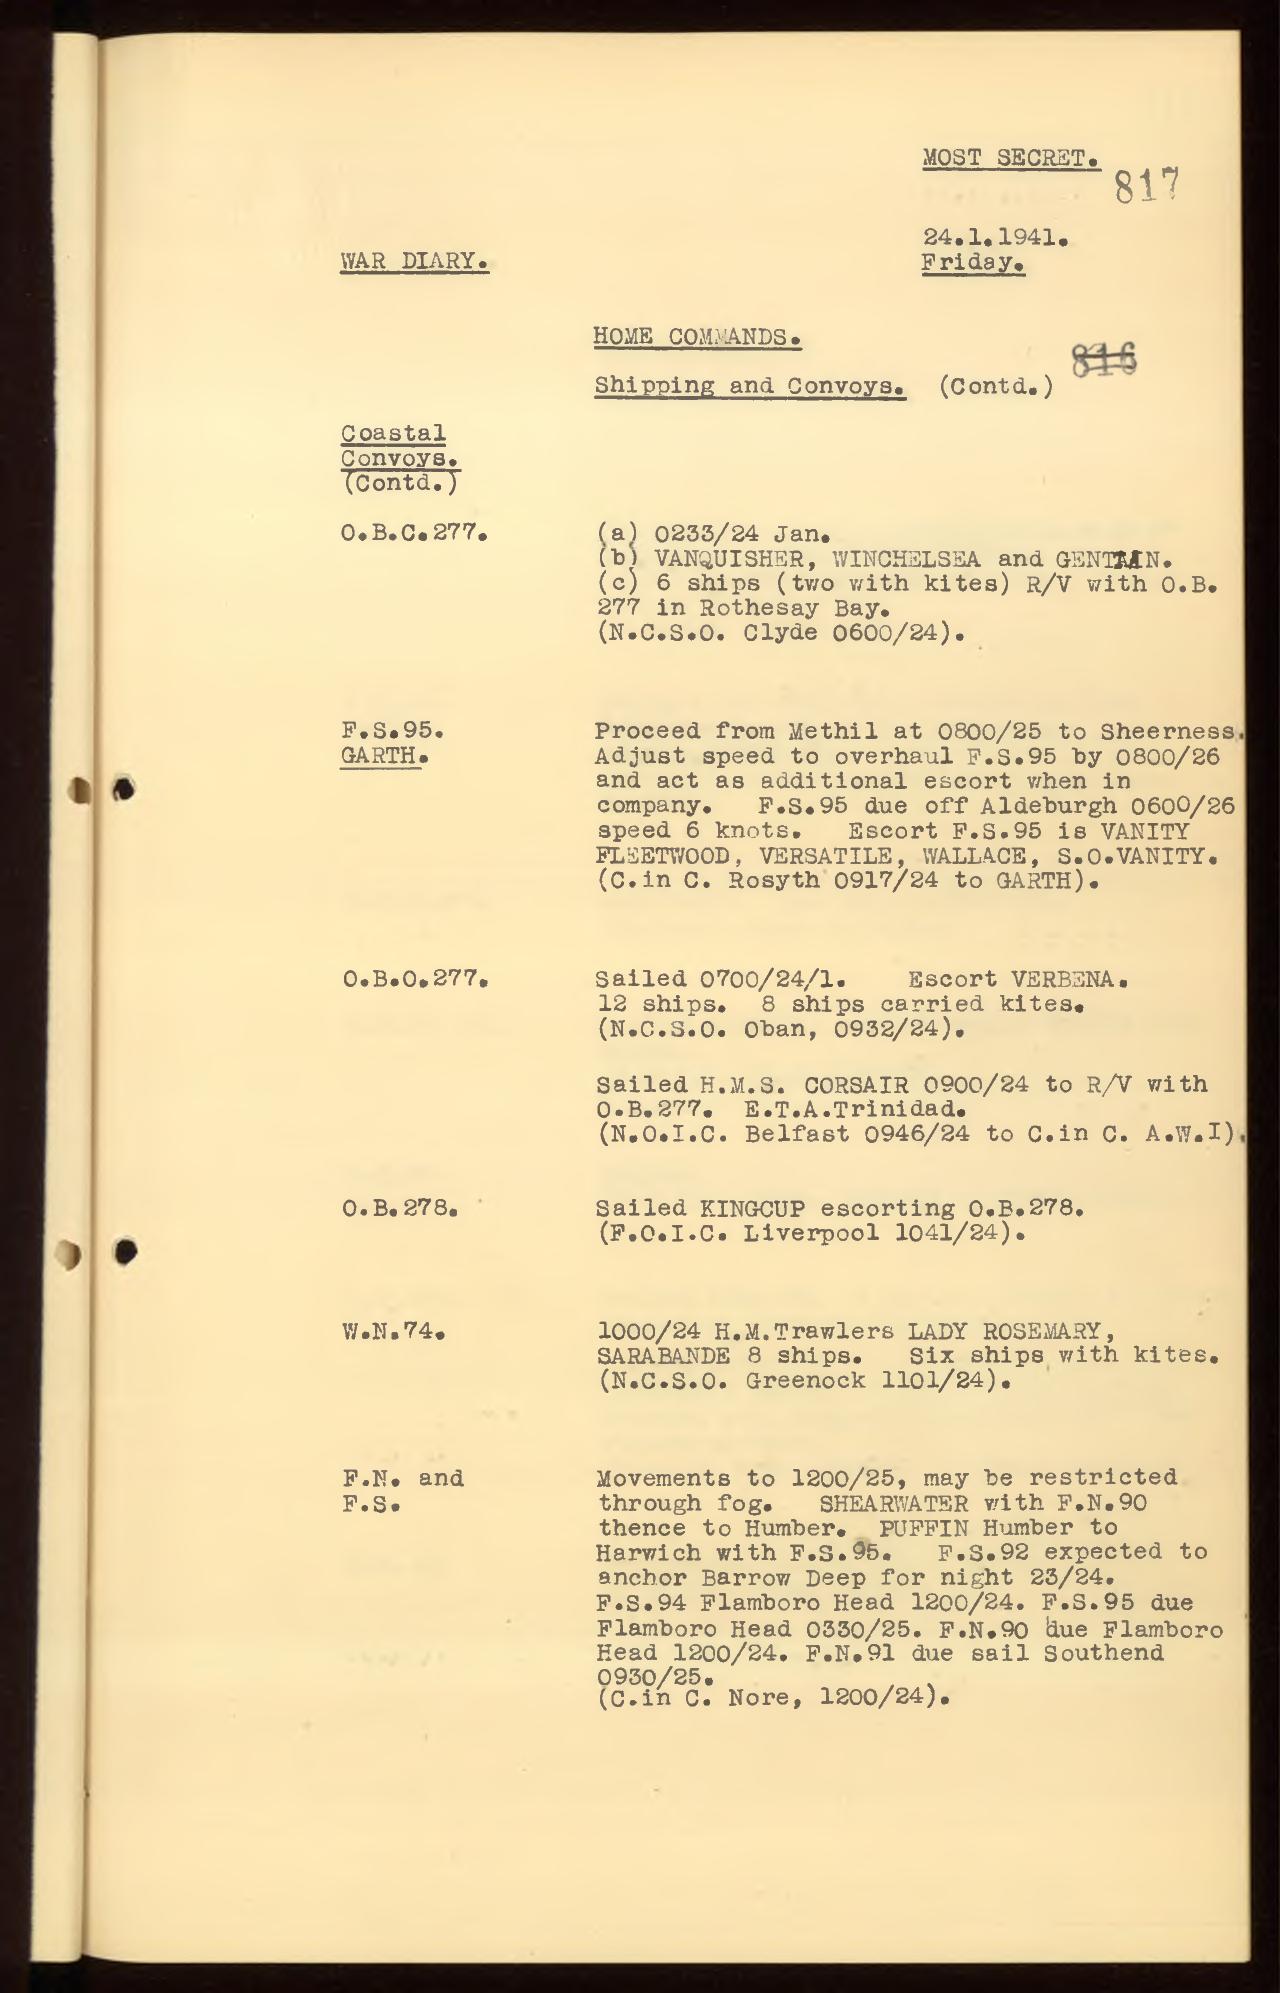 MOST SECRET.
817
24.1.1941.
WAR DIARY.
Friday.
HOME COMMANDS.
816
Shipping and Convoys. (Contd.)
Coastal
Convoys.
(Contd.)
O.B.C.277.
(a) 0233/24 Jan.
(b) VANQUISHER, WINCHELSEA and
(c) 6 ships (two with kites) R/V with O.B.
277 in Rothesay Bay.
(N.C.S.O. Clyde 0600/24).
F.S.95.
GARTH.
Proceed from Methil at 0800/25 to Sheerness.
Adjust speed to overhaul F.S.95 by 0800/26
and act as additional escort when in
company. F.S.95 due off Aldeburgh 0600/26
speed 6 knots. Escort F.S.95 is VANITY
FLEETWOOD, VERSATILE, WALLACE, S.O.VANITY.
(C.in C. Rosyth 0917/24 to GARTH).
O.B.O.277.
Sailed 0700/24/1. Escort VERBENA.
12 ships. 8 ships carried kites.
(N.C.S.O. Oban, 0932/24).
Sailed H.M.S. CORSAIR 0900/24 to R/V with
O.B.277. E.T.A.Trinidad.
(N.O.I.C. Belfast 0946/24 to C.in C. A.W.I).
O.B.278.
Sailed KINGCUP escorting O.B.278.
(F.O.I.C. Liverpool 1041/24).
W.N.74.
1000/24 H.M.Trawlers LADY ROSEMARY,
SARABANDE 8 ships. Six ships with kites.
(N.C.S.O. Greenock 1101/24).
F.N. and
F.S.
Movements to 1200/25, may be restricted
through fog. SHEARWATER with F.N.90
thence to Humber. PUFFIN Humber to
Harwich with F.S.95. F.S.92 expected to
anchor Barrow Deep for night 23/24.
F.S.94 Flamboro Head 1200/24. F.S.95 due
Flamboro Head 0330/25. F.N.90 due Flamboro
Head 1200/24. F.N.91 due sail Southend
0930/25.
(C.in C. Nore, 1200/24).